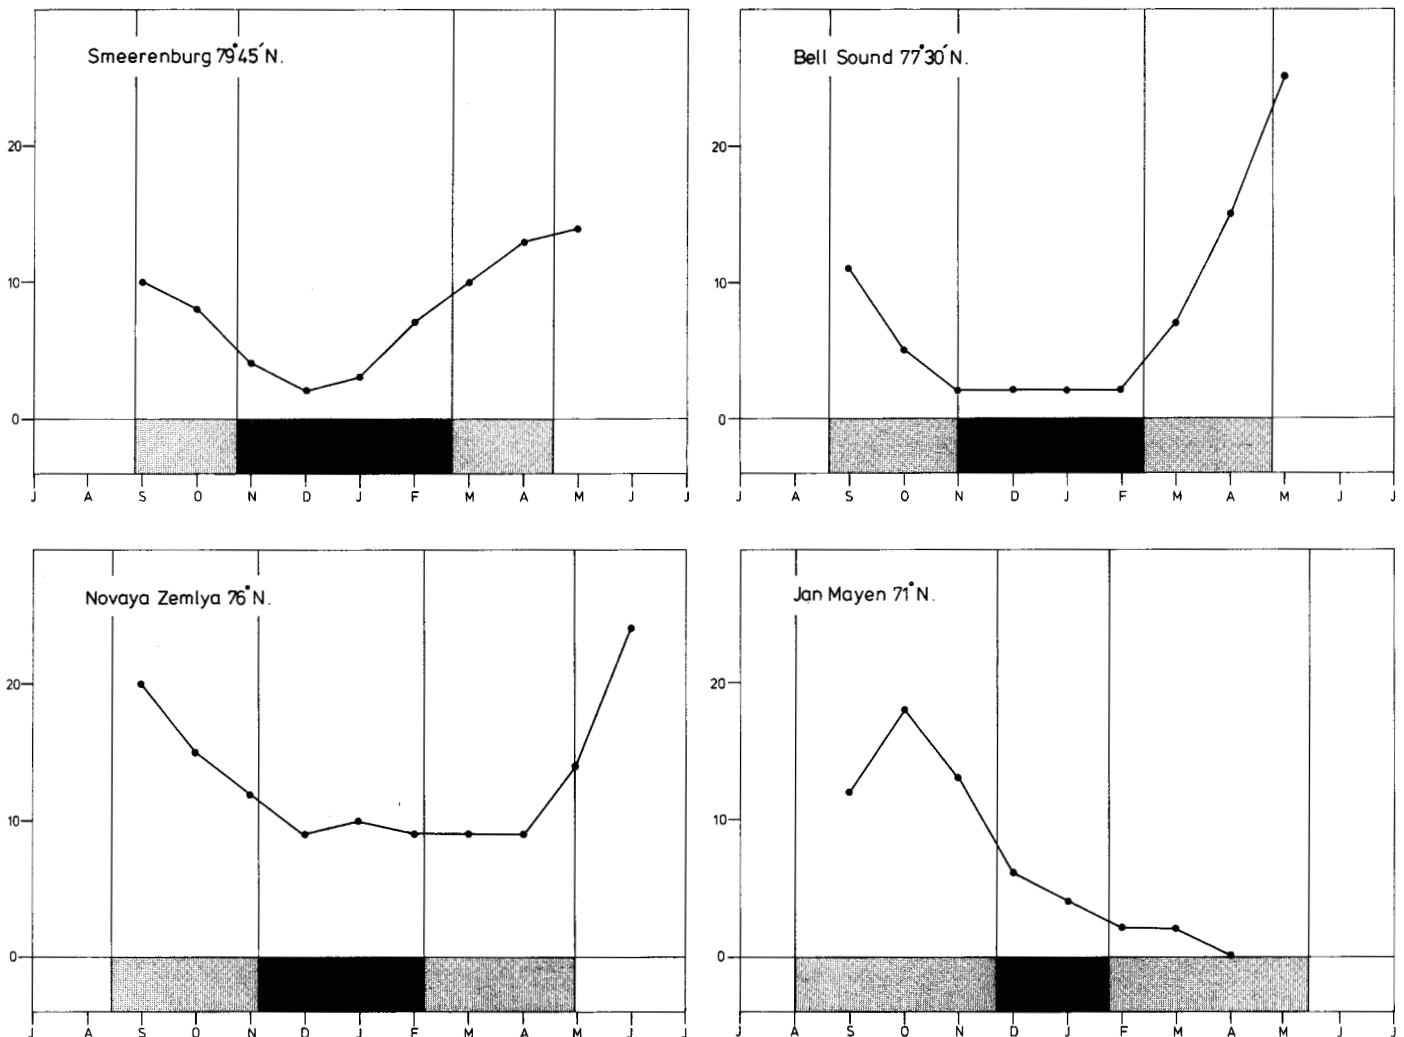 Smeerenburg 79°45´N.
20
10
0
J A S O N D J F M A M J J
Bell Sound 77°30´N.
20
10
0
J A S O N D J F M A M J J
Novaya Zemlya 76°N.
20
10
0
J A S O N D J F M A M J J
Jan Mayen 71°N.
20
10
0
J A S O N D J F M A M J J